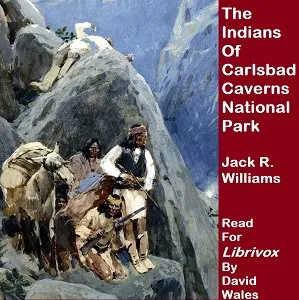 The
Indians
Of
Carlsbad
Caverns
National
Park
Jack R.
Williams
Read
For
Librivox
By
David
Wales